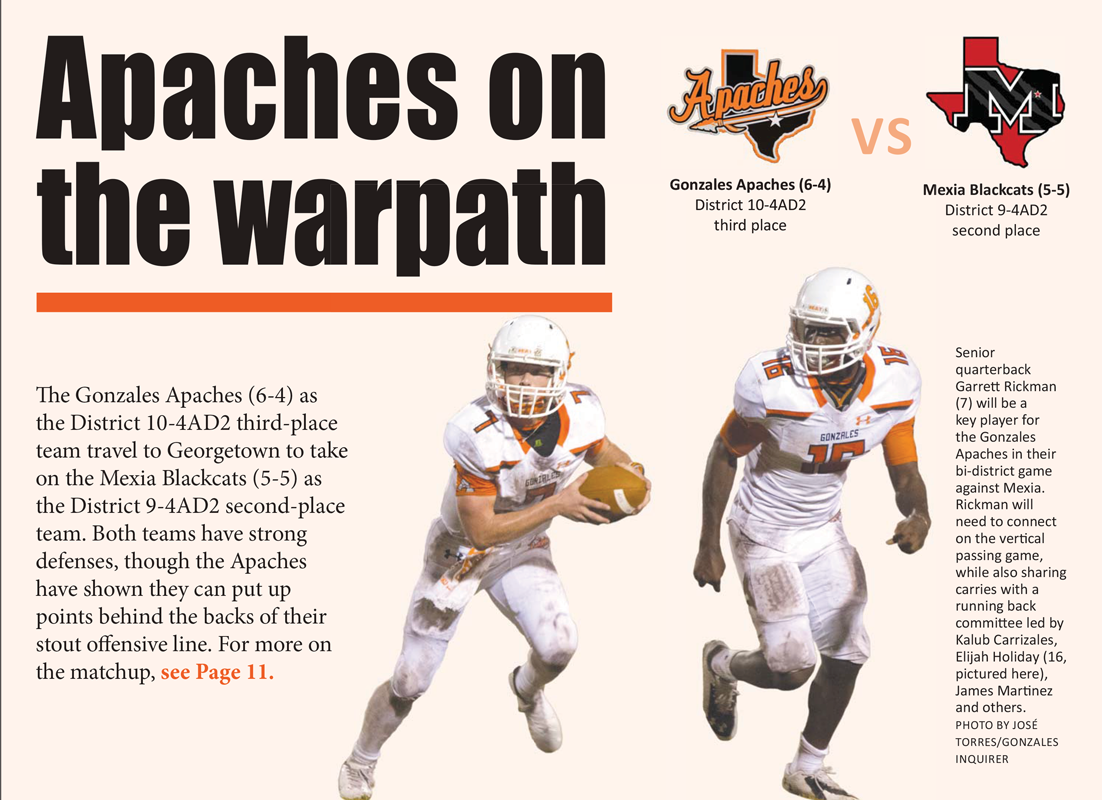 Apaches on
the warpath
Apaches
VS
M
Gonzales Apaches (6-4)
District 10-4AD2
third place
Mexia Blackcats (5-5)
District 9-4AD2
second place
The Gonzales Apaches (6-4) as
the District 10-4AD2 third-place
team travel to Georgetown to take
on the Mexia Blackcats (5-5) as
the District 9-4AD2 second-place
team. Both teams have strong
defenses, though the Apaches
have shown they can put up
points behind the backs of their
stout offensive line. For more on
the matchup, see Page 11.
7
7
GONZALES
7
16
16
16
GONZALES
16
Senior
quarterback
Garrett Rickman
(7) will be a
key player for
the Gonzales
Apaches in their
bi-district game
against Mexia.
Rickman will
need to connect
on the vertical
passing game,
while also sharing
carries with a
running back
committee led by
Kalub Carrizales,
Elijah Holiday (16,
pictured here),
James Martinez
and others.
PHOTO BY JOSÉ
TORRES/GONZALES
INQUIRER